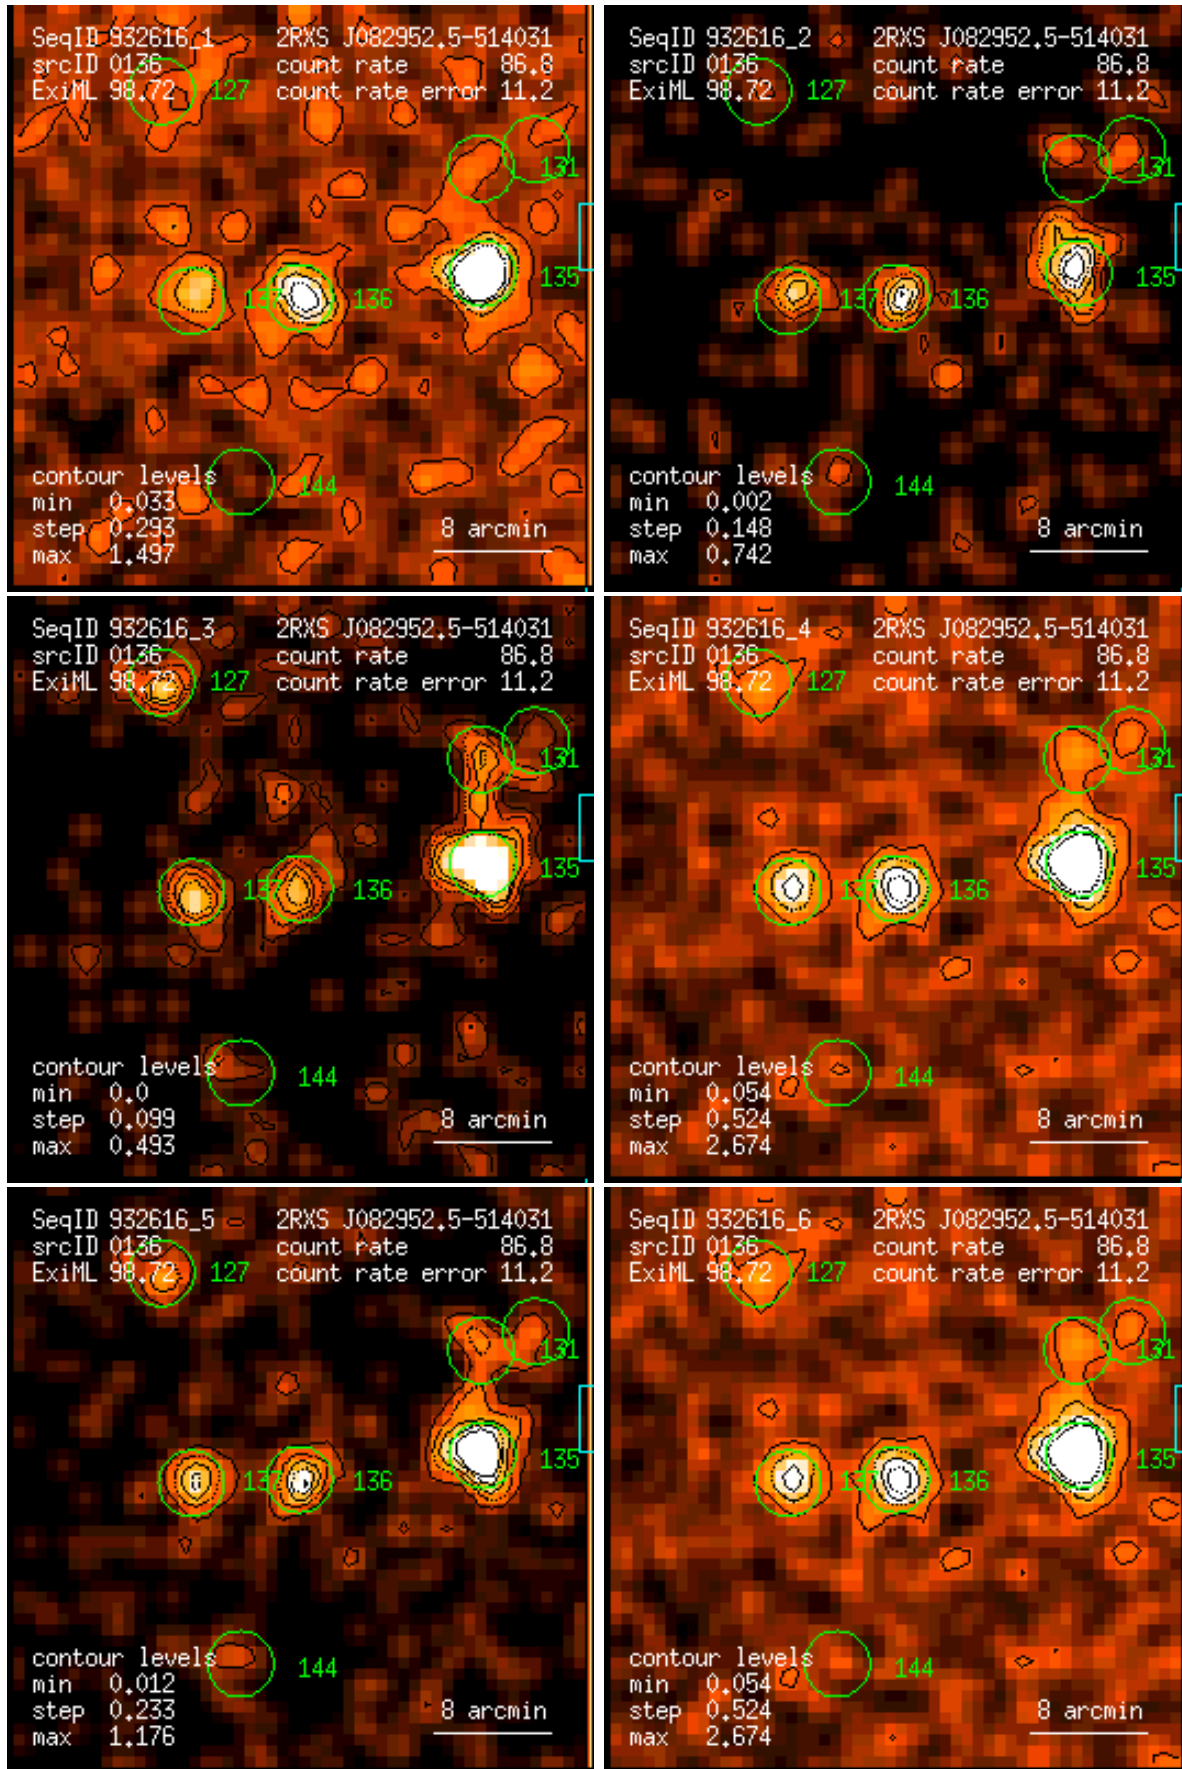 SeqID 932616_1 2RXS J082952.5-514031
srcID 0136 count rate 86.8
ExiML 98.72 127 count rate error 11.2
131
135
137 136
contour levels
144
min 0.033
step 0.293 8 arcmin
max 1.497
SeqID 932616_2 2RXS J082952.5-514031
srcID 0136 count rate 86.8
ExiML 98.72 127 count rate error 11.2
131
135
137 136
contour levels
144
min 0.002
step 0.148 8 arcmin
max 0.742
SeqID 932616_3 2RXS J082952.5-514031
srcID 0136 count rate 86.8
ExiML 98.72 127 count rate error 11.2
131
135
137 136
contour levels
144
min 0.0
step 0.099 8 arcmin
max 0.493
SeqID 932616_4 2RXS J082952.5-514031
srcID 0136 count rate 86.8
ExiML 98.72 127 count rate error 11.2
131
135
137 136
contour levels
144
min 0.054
step 0.524 8 arcmin
max 2.674
SeqID 932616_5 2RXS J082952.5-514031
srcID 0136 count rate 86.8
ExiML 98.72 127 count rate error 11.2
131
135
137 136
contour levels
144
min 0.012
step 0.233 8 arcmin
max 1.176
SeqID 932616_6 2RXS J082952.5-514031
srcID 0136 count rate 86.8
ExiML 98.72 127 count rate error 11.2
131
135
137 136
contour levels
144
min 0.054
step 0.524 8 arcmin
max 2.674